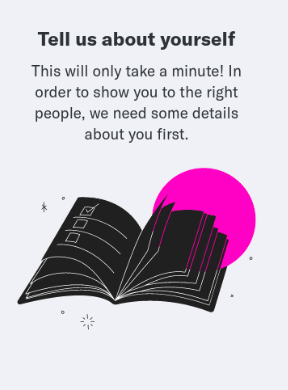 Tell us about yourself
This will only take a minute! In
order to show you to the right
people, we need some details
about you first.